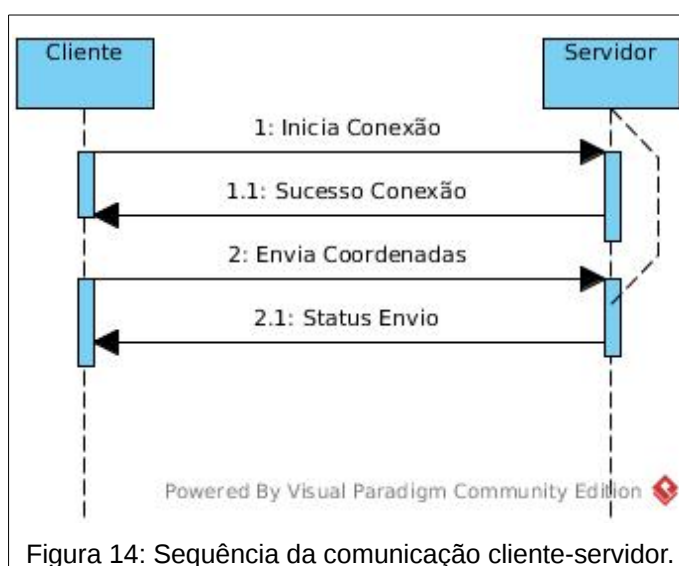 Cliente
Servidor
1: Inicia Conexão
1.1: Sucesso Conexão
2: Envia Coordenadas
2.1: Status Envio
Powered By Visual Paradigm Community Edition
Figura 14: Sequência da comunicação cliente-servidor.